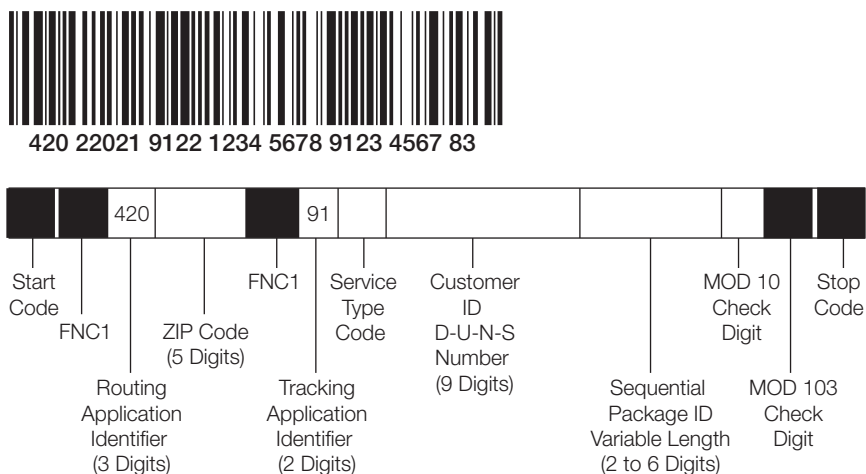 420 22021 9122 1234 5678 9123 4567 83
420
91
Start
Code
FNC1
Routing
Application
Identifier
(3 Digits)
ZIP Code
(5 Digits)
FNC1
Tracking
Application
Identifier
(2 Digits)
Service
Type
Code
Customer
ID
D-U-N-S
Number
(9 Digits)
Sequential
Package ID
Variable Length
(2 to 6 Digits)
MOD 10
Check
Digit
MOD 103
Check
Digit
Stop
Code